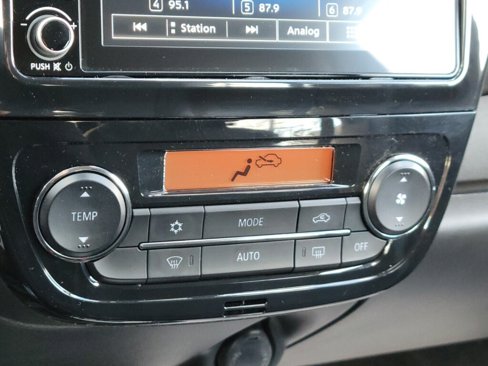 4 95.1 5 87.9 6 87.9
Station Analog
PUSH
TEMP MODE
AUTO OFF